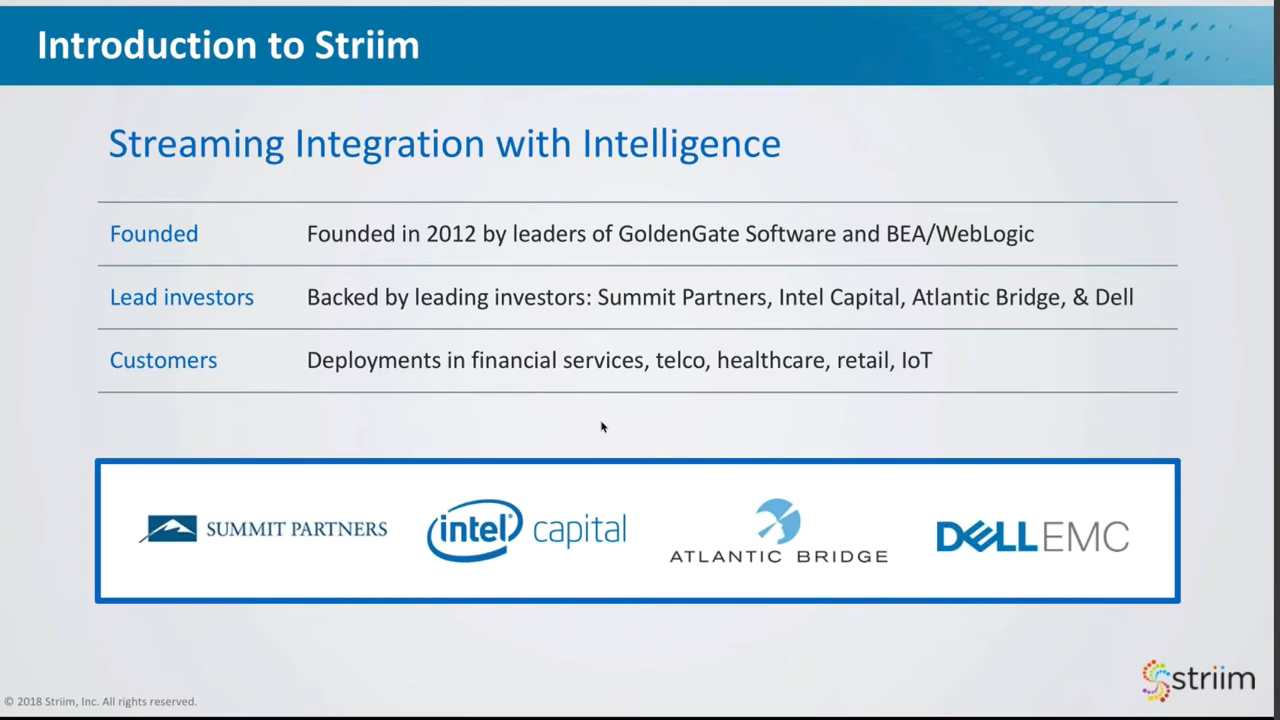 Introduction to Striim
Streaming Integration with Intelligence
Founded Founded in 2012 by leaders of GoldenGate Software and BEA/WebLogic
Lead investors Backed by leading investors: Summit Partners, Intel Capital, Atlantic Bridge, & Dell
Customers Deployments in financial services, telco, healthcare, retail, IoT
SUMMIT PARTNERS intel capital ATLANTIC BRIDGE DELLEMC
striim
© 2018 Striim, Inc. All rights reserved.